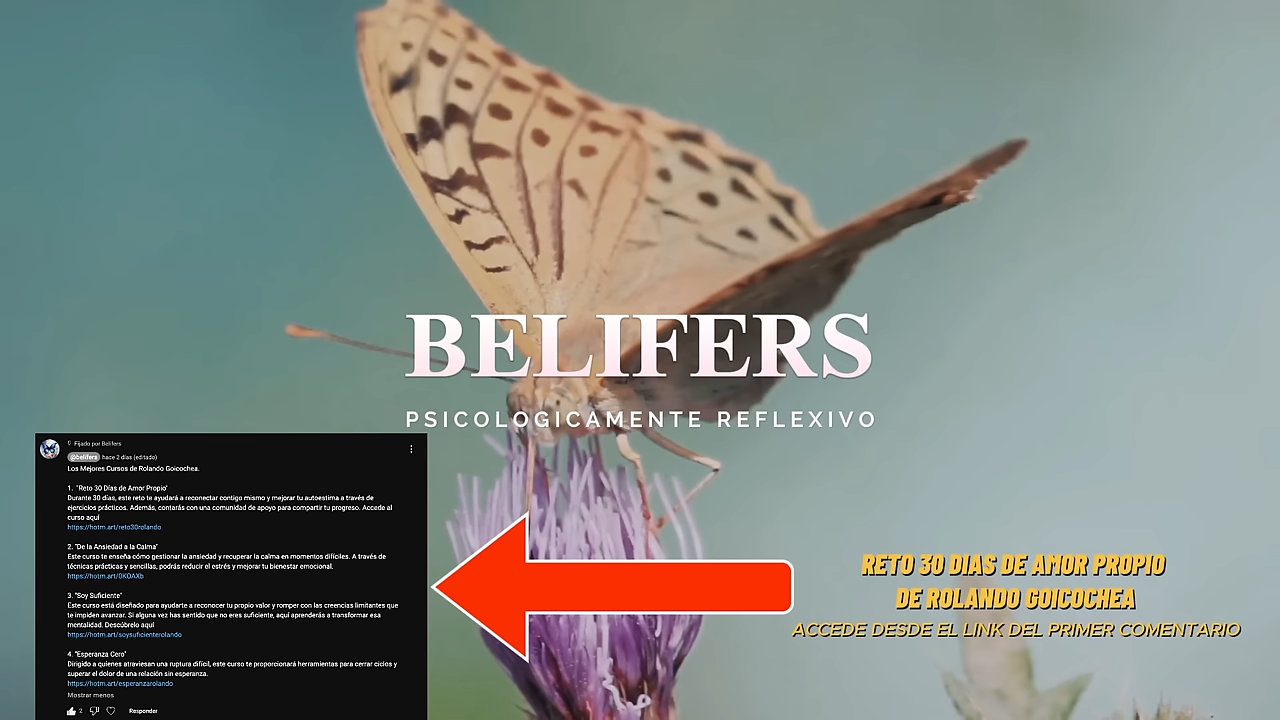 BELIFERS
PSICOLOGICAMENTE REFLEXIVO
Fijado por Belifers
@belifers hace 2 días (editado)
Los Mejores Cursos de Rolando Goicochea.
1. "Reto 30 Días de Amor Propio"
Durante 30 días, este reto te ayudará a reconectar contigo mismo y mejorar tu autoestima a través de
ejercicios prácticos. Además, contarás con una comunidad de apoyo para compartir tu progreso. Accede al
curso aquí
https://hotm.art/reto30rolando
2. "De la Ansiedad a la Calma"
Este curso te enseña cómo gestionar la ansiedad y recuperar la calma en momentos difíciles. A través de
técnicas prácticas y sencillas, podrás reducir el estrés y mejorar tu bienestar emocional.
https://hotm.art/0K0AXb
3. "Soy Suficiente"
Este curso está diseñado para ayudarte a reconocer tu propio valor y romper con las creencias limitantes que
te impiden avanzar. Si alguna vez has sentido que no eres suficiente, aquí aprenderás a transformar esa
mentalidad. Descúbrelo aquí
https://hotm.art/soysuficienterolando
4. "Esperanza Cero"
Dirigido a quienes atraviesan una ruptura difícil, este curso te proporcionará herramientas para cerrar ciclos y
superar el dolor de una relación sin esperanza.
https://hotm.art/esperanzarolando
Mostrar menos
2 Responder
RETO 30 DIAS DE AMOR PROPIO
DE ROLANDO GOICOCHEA
ACCEDE DESDE EL LINK DEL PRIMER COMENTARIO